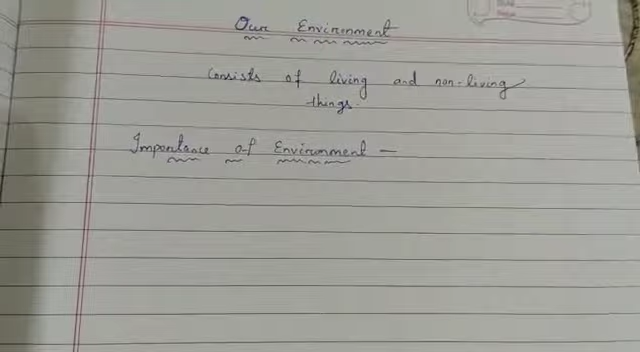 Our Environment
Consists of living and non-living
things.
Importance of Environment —